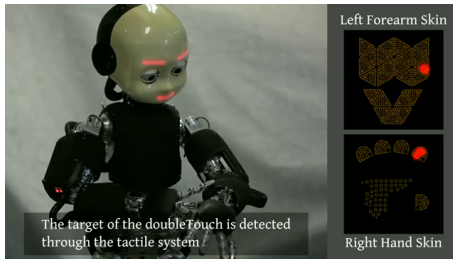 Left Forearm Skin
The target of the doubleTouch is detected
through the tactile system
Right Hand Skin